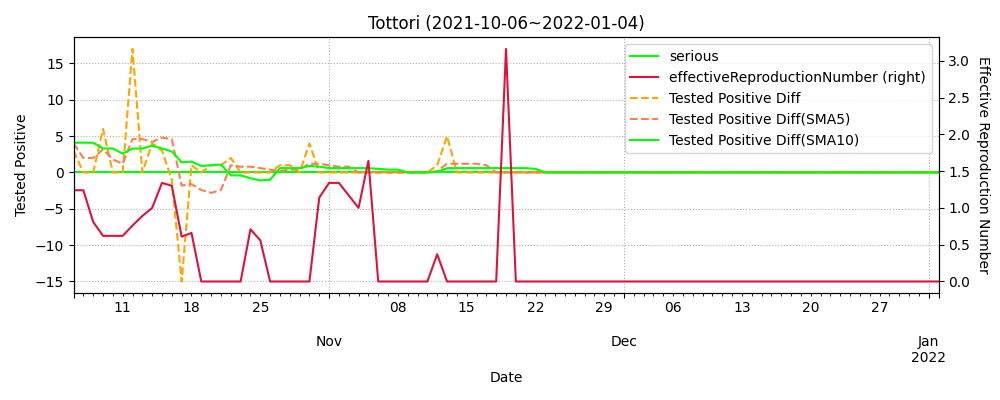 Tottori (2021-10-06~2022-01-04)
serious
effectiveReproductionNumber (right)
Tested Positive Diff
Tested Positive Diff(SMA5)
Tested Positive Diff(SMA10)
Tested Positive
15
10
5
0
−5
−10
−15
3.0
2.5
2.0
1.5
1.0
0.5
0.0
Effective Reproduction Number
11 18 25 08 15 22 29 06 13 20 27
Nov Dec Jan
2022
Date